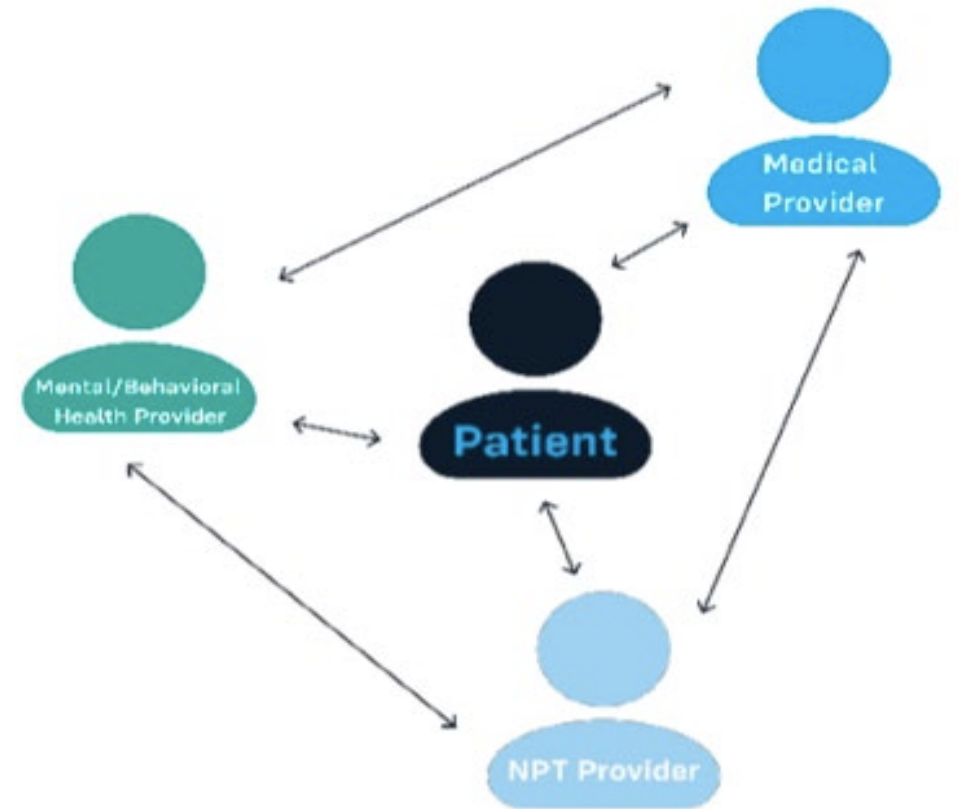 Medical
Provider
Mental/Behavioral
Health Provider
Patient
NPT Provider